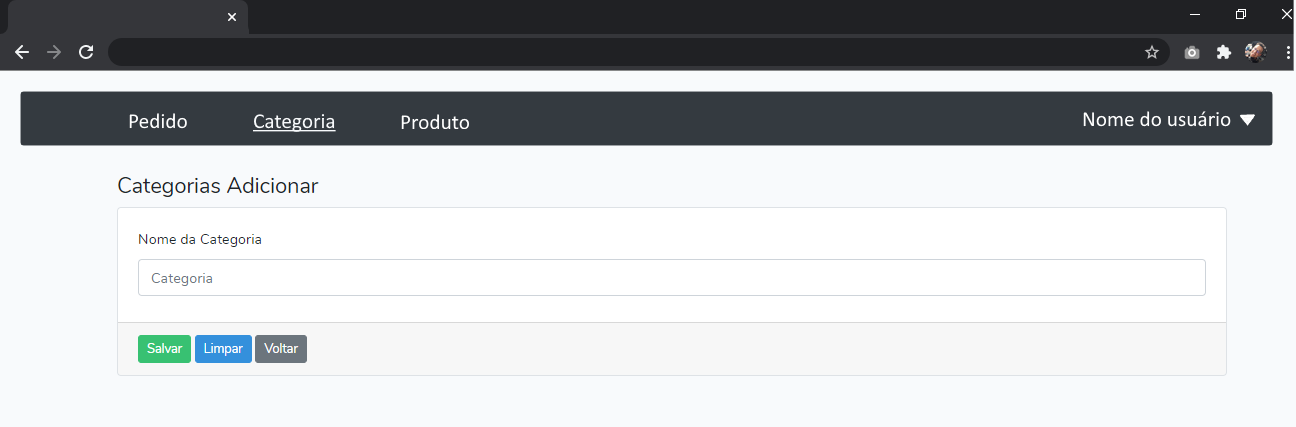 Pedido Categoria Produto Nome do usuário
Categorias Adicionar
Nome da Categoria
Categoria
Salvar Limpar Voltar